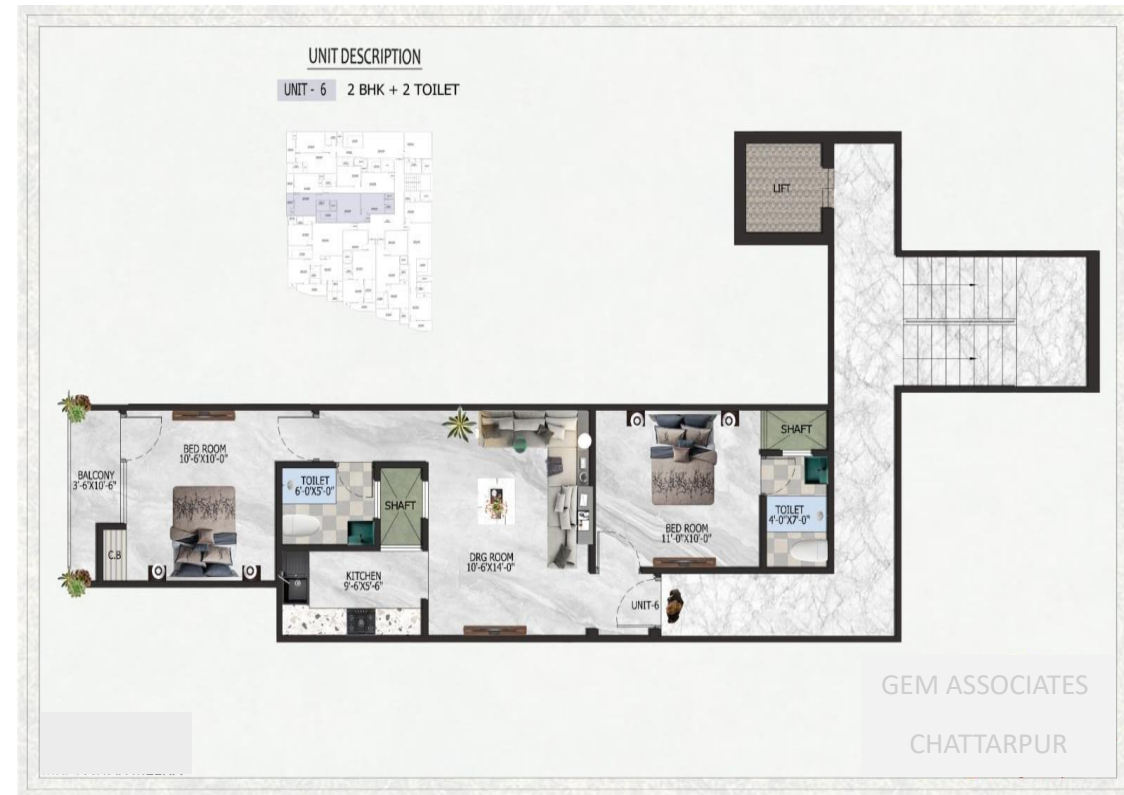 UNIT DESCRIPTION
UNIT - 6 2 BHK + 2 TOILET
LIFT
BED ROOM
10'-6"X10'-0"
BALCONY
3'-6"X10'-6"
C.B
TOILET
6'-0"X5'-0"
SHAFT
KITCHEN
9'-6"X5'-6"
DRG ROOM
10'-6"X14'-0"
BED ROOM
11'-0"X10'-0"
SHAFT
TOILET
4'-0"X7'-0"
UNIT-6
GEM ASSOCIATES
CHATTARPUR